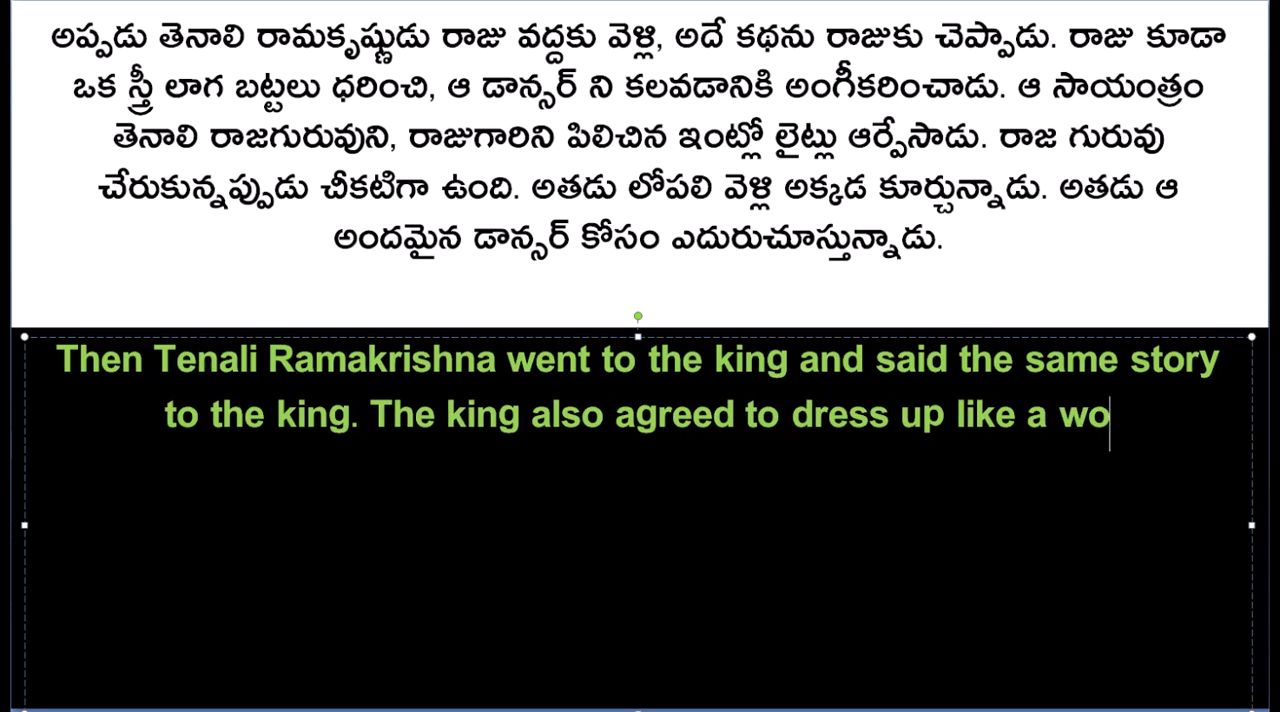 అప్పడు తెనాలి రామకృష్ణుడు రాజు వద్దకు వెళ్లి, అదే కథను రాజుకు చెప్పాడు. రాజు కూడా
ఒక స్త్రీ లాగ బట్టలు ధరించి, ఆ డాన్సర్ ని కలవడానికి అంగీకరించాడు. ఆ సాయంత్రం
తెనాలి రాజగురువుని, రాజుగారిని పిలిచిన ఇంట్లో లైట్లు ఆర్పేసాడు. రాజ గురువు
చేరుకున్నప్పుడు చీకటిగా ఉంది. అతడు లోపలి వెళ్లి అక్కడ కూర్చున్నాడు. అతడు ఆ
అందమైన డాన్సర్ కోసం ఎదురుచూస్తున్నాడు.
Then Tenali Ramakrishna went to the king and said the same story
to the king. The king also agreed to dress up like a wo